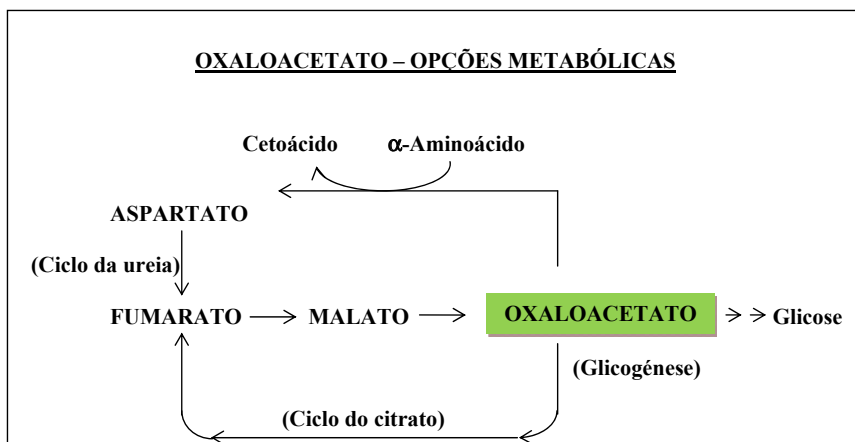 OXALOACETATO – OPÇÕES METABÓLICAS
Cetoácido α-Aminoácido
ASPARTATO
(Ciclo da ureia)
FUMARATO MALATO OXALOACETATO Glicose
(Glicogénese)
(Ciclo do citrato)